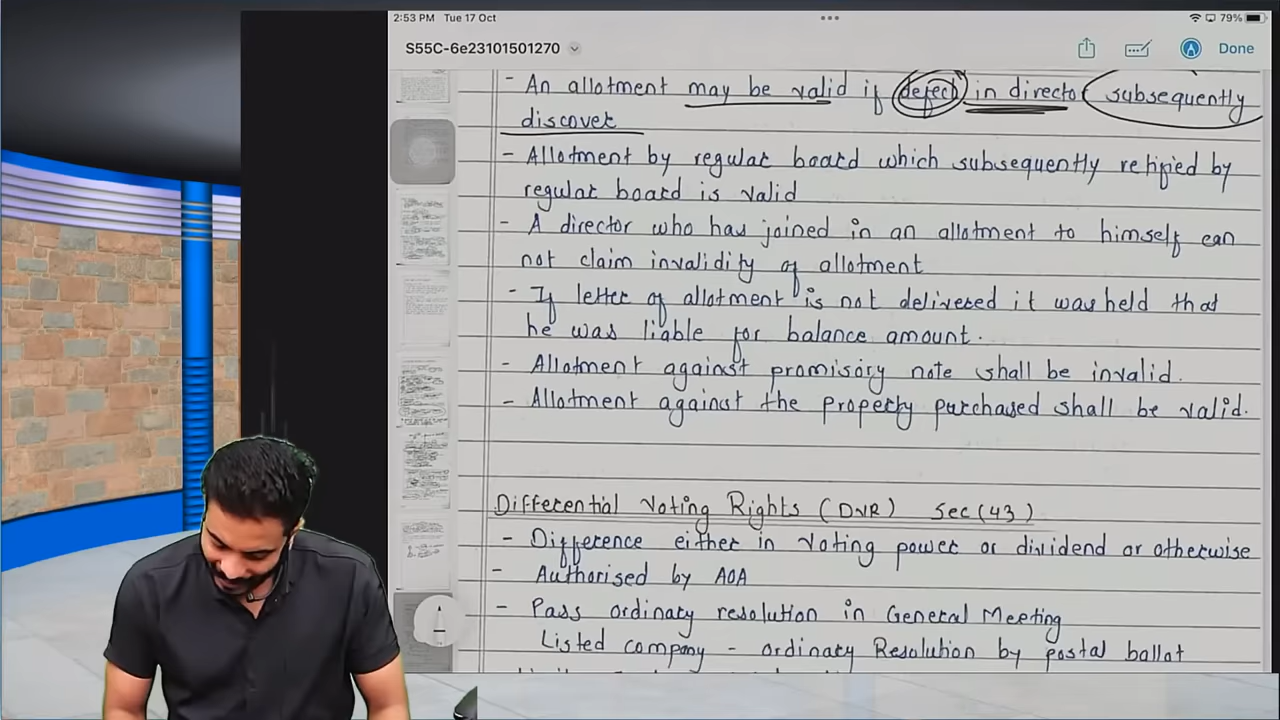 2:53 PM Tue 17 Oct
79%
S55C-6e23101501270
Done
- An allotment may be valid if defect in director subsequently
discover
- Allotment by regular board which subsequently retified by
regular board is valid
- A director who has joined in an allotment to himself can
not claim invalidity of allotment
- If letter of allotment is not delivered it was held that
he was liable for balance amount.
- Allotment against promisory note shall be invalid.
- Allotment against the property purchased shall be valid.
Differential Voting Rights (DVR) Sec (43)
- Difference either in voting power or dividend or otherwise
- Authorised by AOA
- Pass ordinary resolution in General Meeting
Listed company - ordinary Resolution by postal ballot